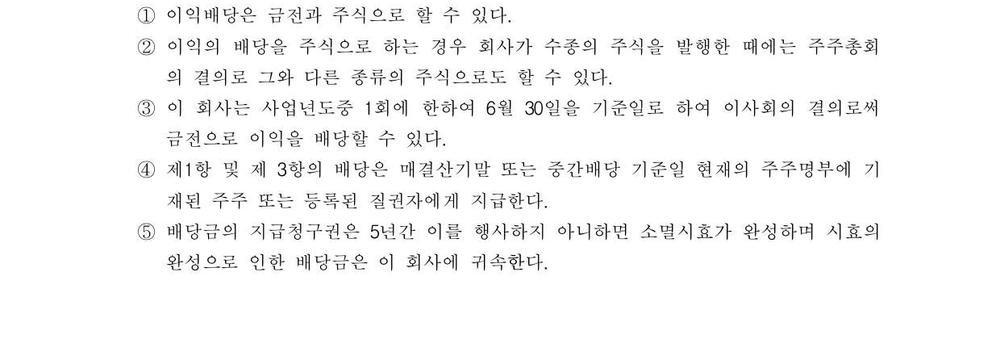 ① 이익배당은 금전과 주식으로 할 수 있다.
② 이익의 배당을 주식으로 하는 경우 회사가 수종의 주식을 발행한 때에는 주주총회
의 결의로 그와 다른 종류의 주식으로도 할 수 있다.
③ 이 회사는 사업년도중 1회에 한하여 6월 30일을 기준일로 하여 이사회의 결의로써
금전으로 이익을 배당할 수 있다.
④ 제1항 및 제 3항의 배당은 매결산기말 또는 중간배당 기준일 현재의 주주명부에 기
재된 주주 또는 등록된 질권자에게 지급한다.
⑤ 배당금의 지급청구권은 5년간 이를 행사하지 아니하면 소멸시효가 완성하며 시효의
완성으로 인한 배당금은 이 회사에 귀속한다.